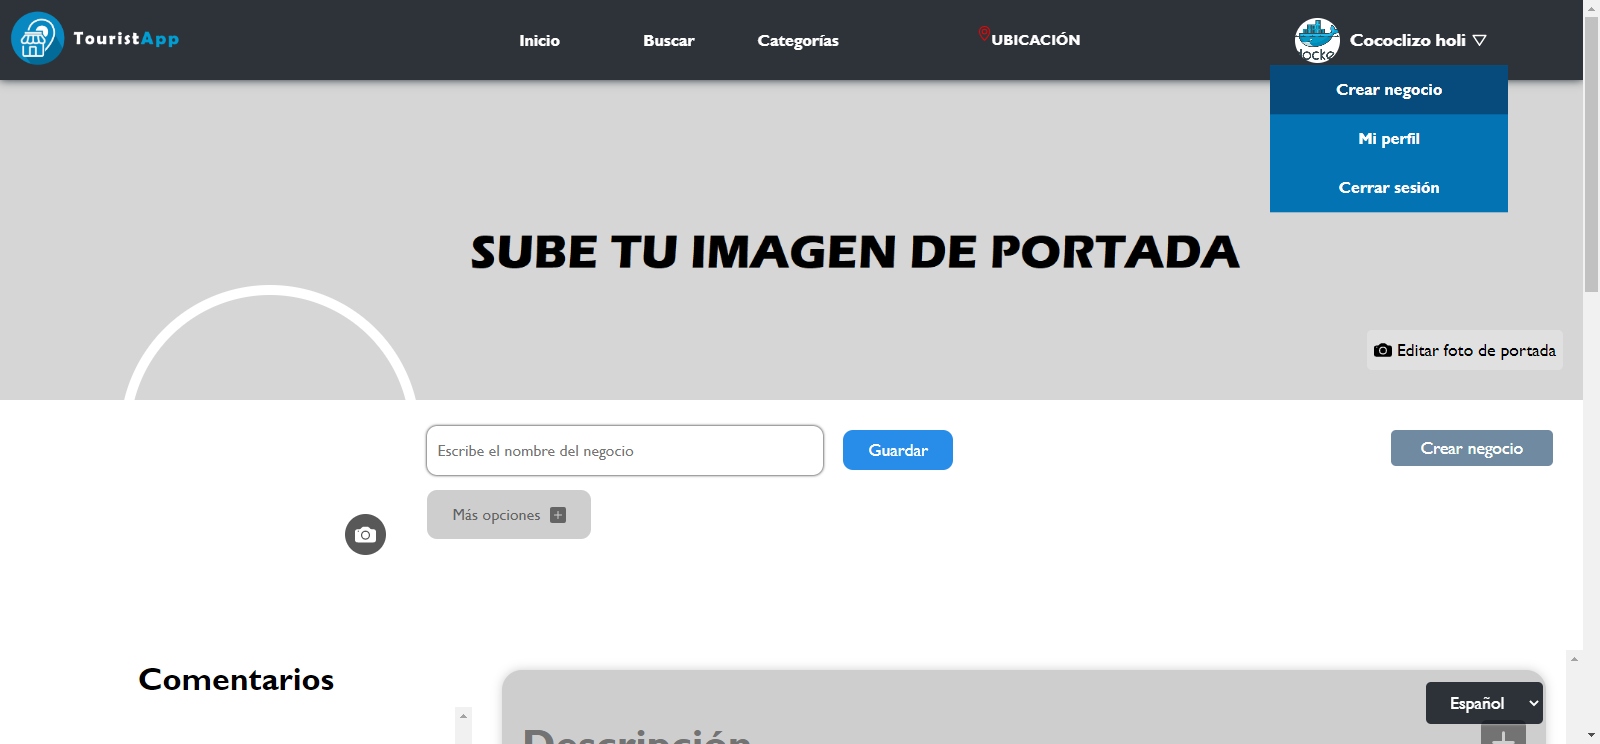 TouristApp
Inicio
Buscar
Categorías
UBICACIÓN
Cococlizo holi
Crear negocio
Mi perfil
Cerrar sesión
SUBE TU IMAGEN DE PORTADA
Editar foto de portada
Escribe el nombre del negocio
Guardar
Crear negocio
Más opciones
Comentarios
Español
Descripción